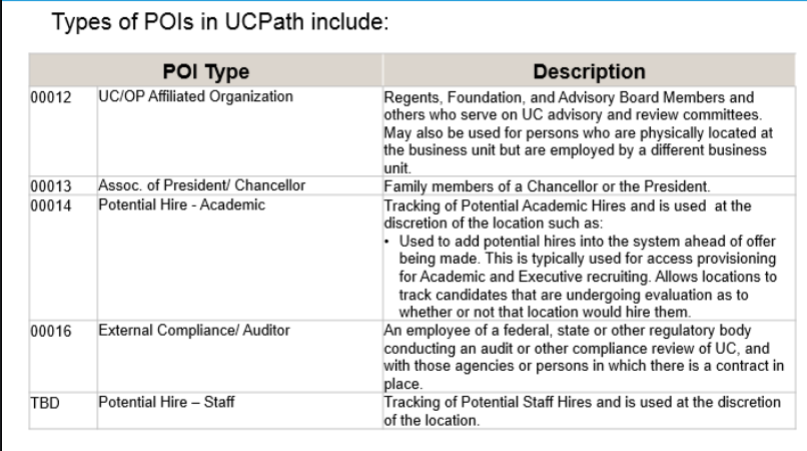 Types of POIs in UCPath include:
POI Type Description
00012 UC/OP Affiliated Organization Regents, Foundation, and Advisory Board Members and
others who serve on UC advisory and review committees.
May also be used for persons who are physically located at
the business unit but are employed by a different business
unit.
00013 Assoc. of President/ Chancellor Family members of a Chancellor or the President.
00014 Potential Hire - Academic Tracking of Potential Academic Hires and is used at the
discretion of the location such as:
• Used to add potential hires into the system ahead of offer
being made. This is typically used for access provisioning
for Academic and Executive recruiting. Allows locations to
track candidates that are undergoing evaluation as to
whether or not that location would hire them.
00016 External Compliance/ Auditor An employee of a federal, state or other regulatory body
conducting an audit or other compliance review of UC, and
with those agencies or persons in which there is a contract in
place.
TBD Potential Hire – Staff Tracking of Potential Staff Hires and is used at the discretion
of the location.